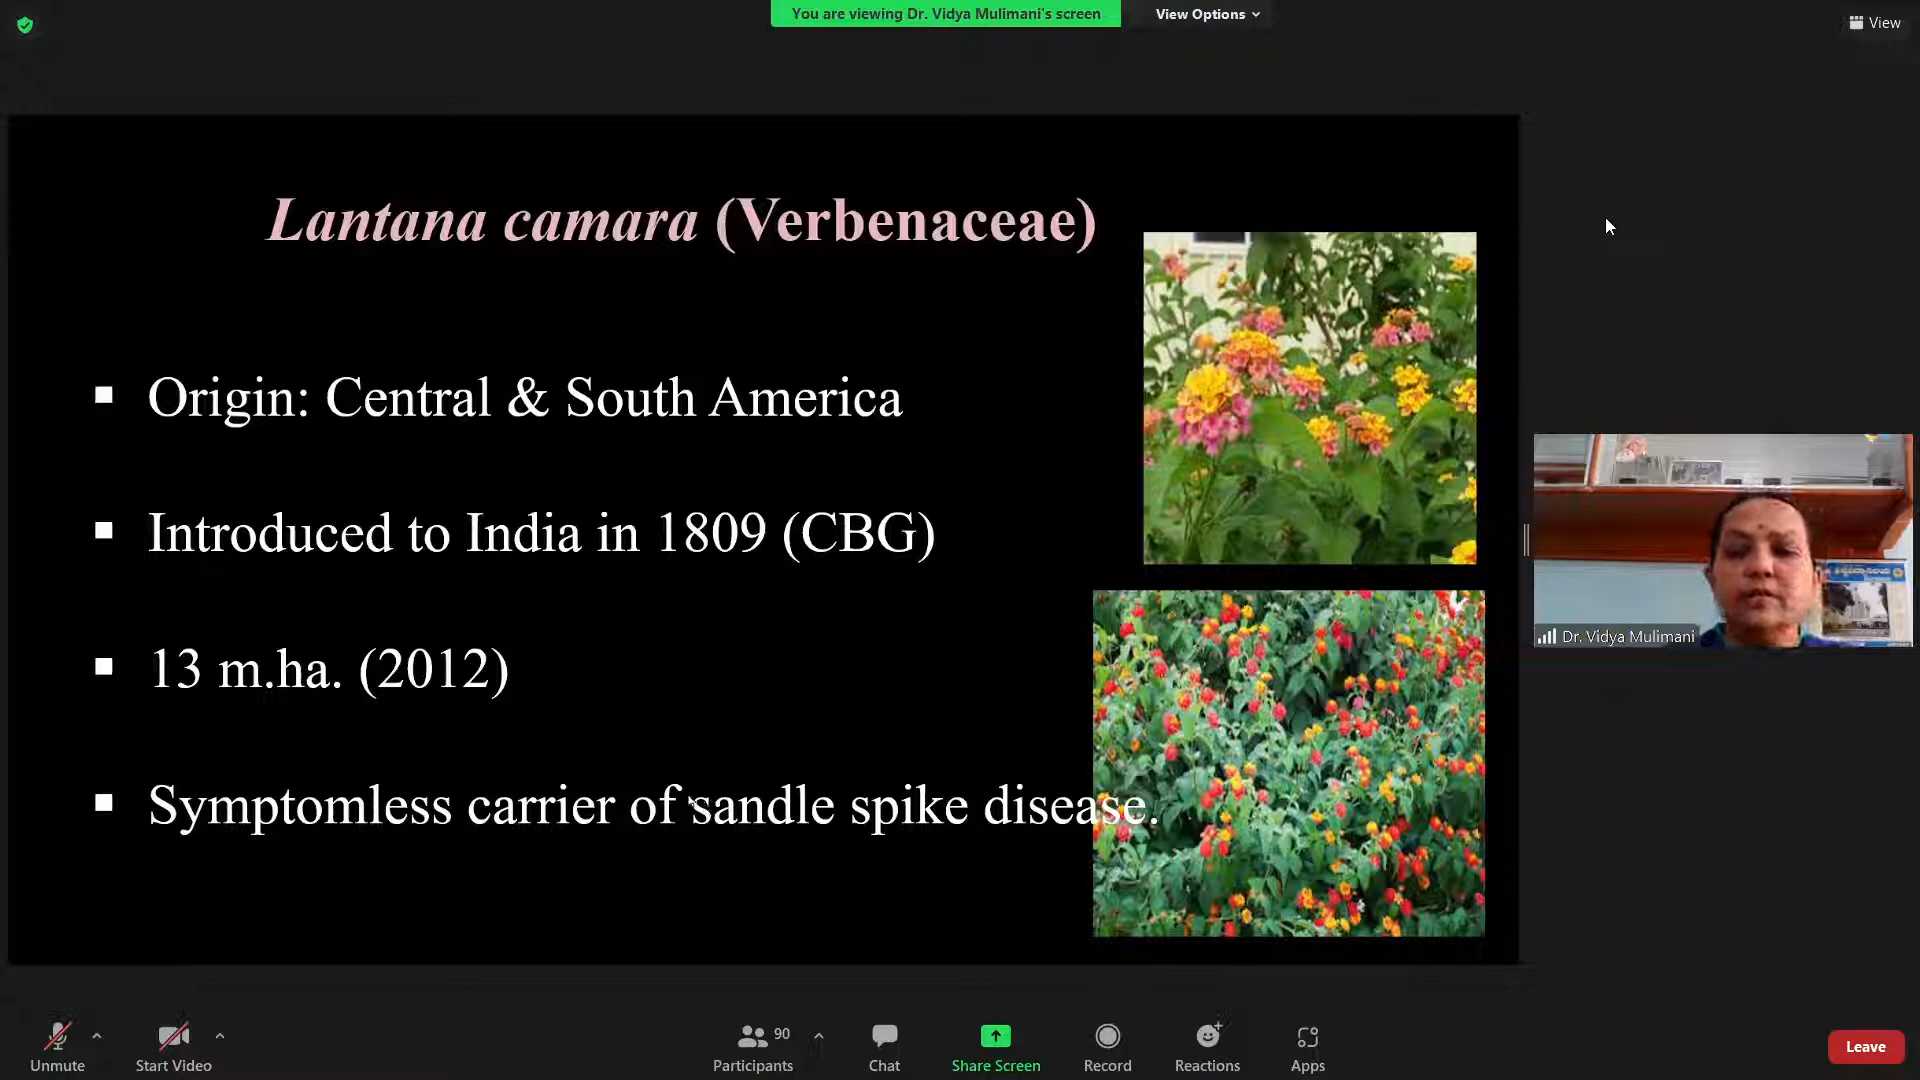 You are viewing Dr. Vidya Mulimani's screen
View Options
View
Lantana camara (Verbenaceae)
Origin: Central & South America
Introduced to India in 1809 (CBG)
13 m.ha. (2012)
Symptomless carrier of sandle spike disease.
Dr. Vidya Mulimani
90
Unmute
Start Video
Participants
Chat
Share Screen
Record
Reactions
Apps
Leave